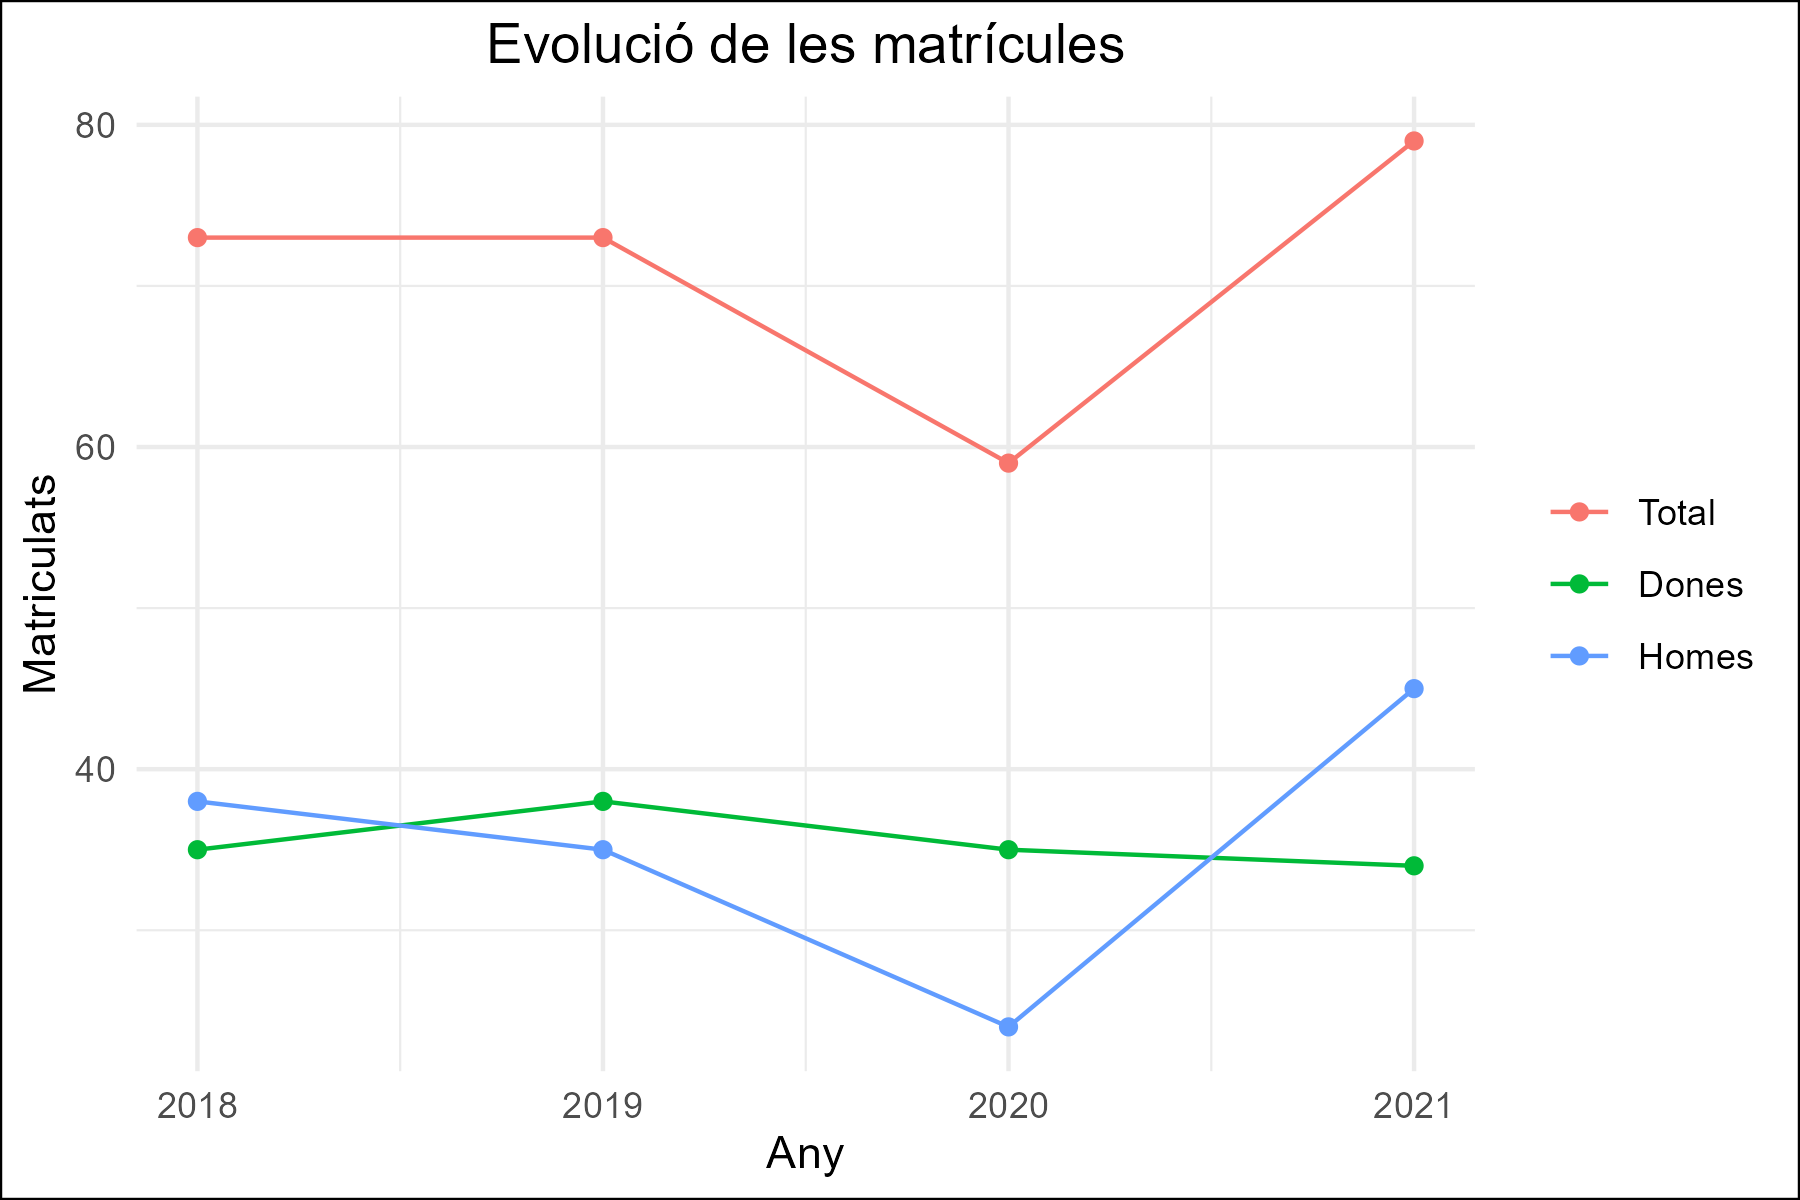 Evolució de les matrícules
80
60
40
Matriculats
2018 2019 2020 2021
Any
Total
Dones
Homes